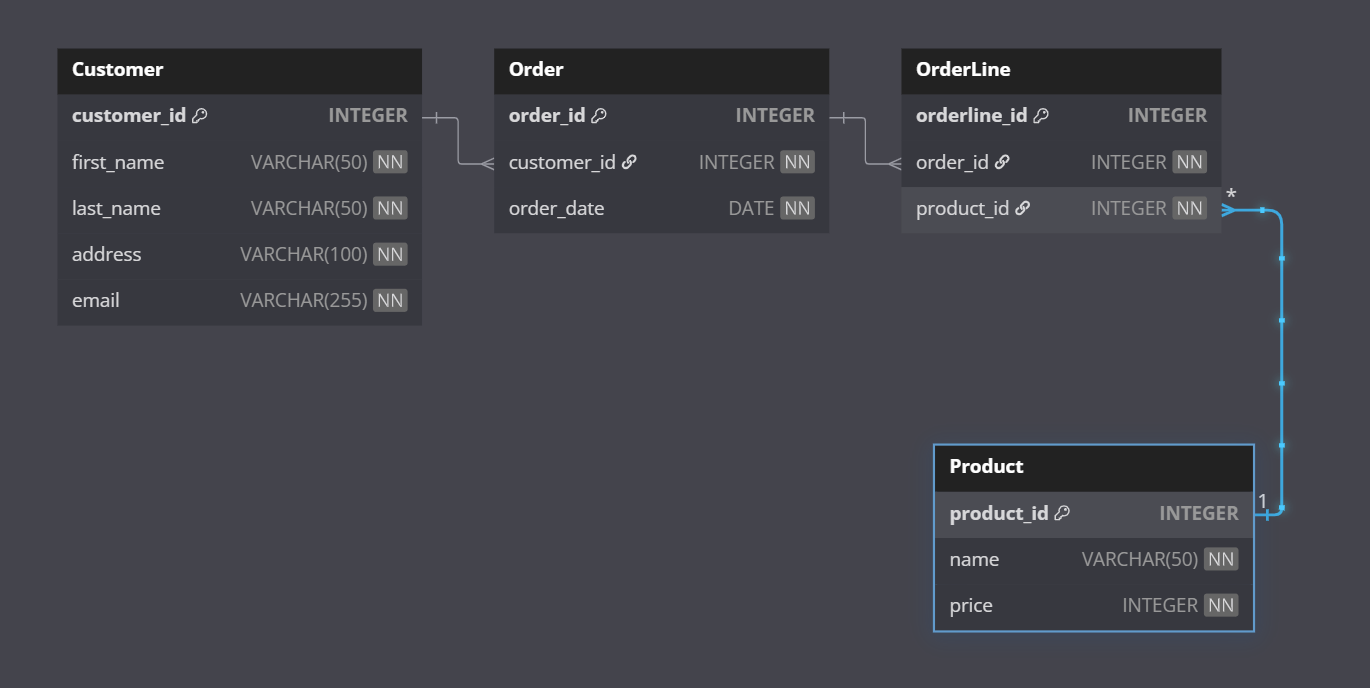 Customer
customer_id INTEGER
first_name VARCHAR(50) NN
last_name VARCHAR(50) NN
address VARCHAR(100) NN
email VARCHAR(255) NN
Order
order_id INTEGER
customer_id INTEGER NN
order_date DATE NN
OrderLine
orderline_id INTEGER
order_id INTEGER NN
product_id INTEGER NN
*
1
Product
product_id INTEGER
name VARCHAR(50) NN
price INTEGER NN